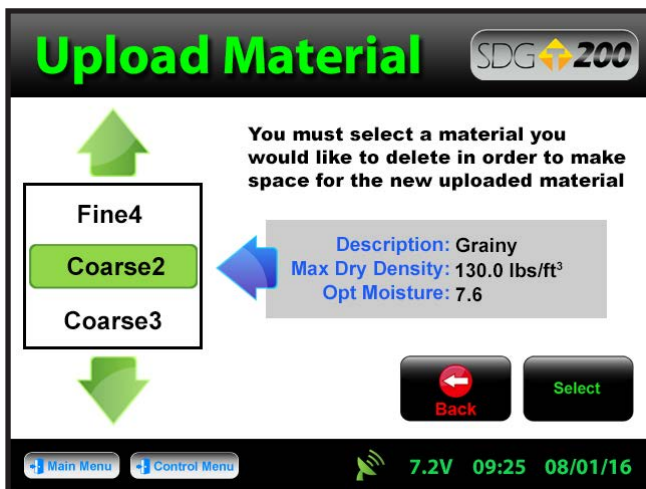 Upload Material
SDG 200
You must select a material you
would like to delete in order to make
space for the new uploaded material
Fine4
Coarse2
Coarse3
Description: Grainy
Max Dry Density: 130.0 lbs/ft³
Opt Moisture: 7.6
Back
Select
Main Menu
Control Menu
7.2V 09:25 08/01/16